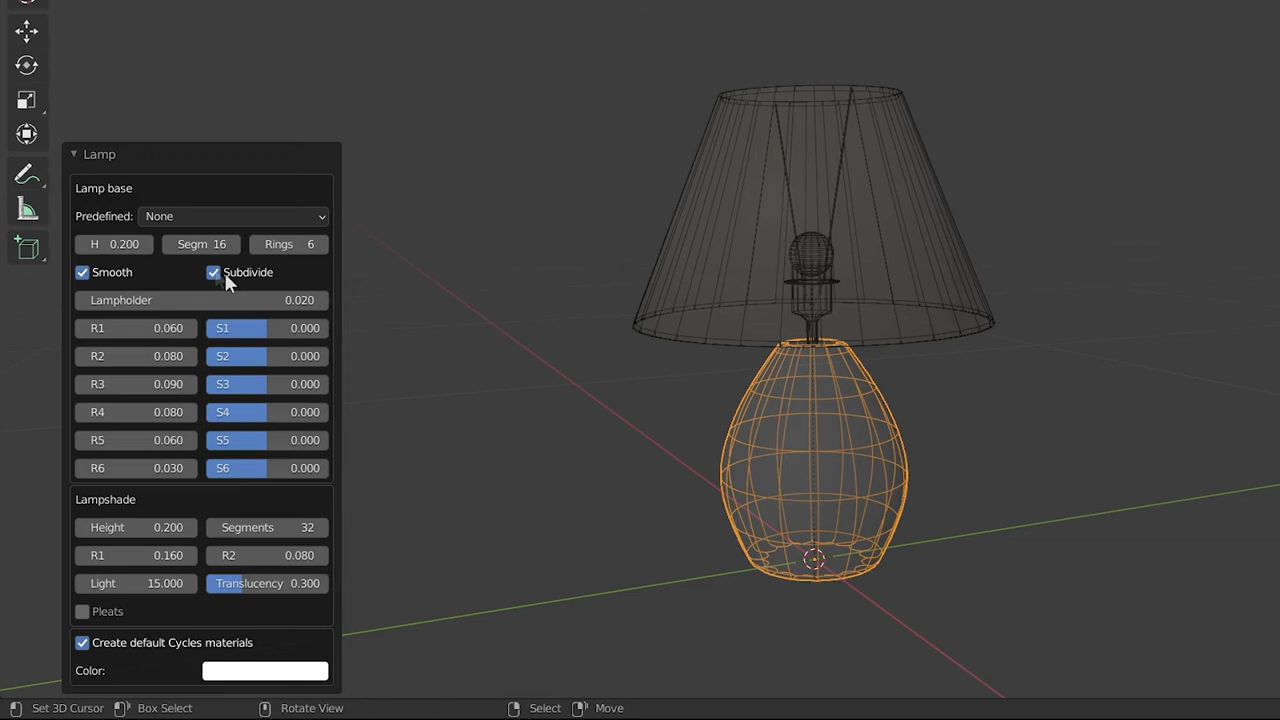 Lamp
Lamp base
Predefined: None
H 0.200 Segm 16 Rings 6
Smooth Subdivide
Lampholder 0.020
R1 0.060 S1 0.000
R2 0.080 S2 0.000
R3 0.090 S3 0.000
R4 0.080 S4 0.000
R5 0.060 S5 0.000
R6 0.030 S6 0.000
Lampshade
Height 0.200 Segments 32
R1 0.160 R2 0.080
Light 15.000 Translucency 0.300
Pleats
Create default Cycles materials
Color:
Set 3D Cursor Box Select Rotate View Select Move